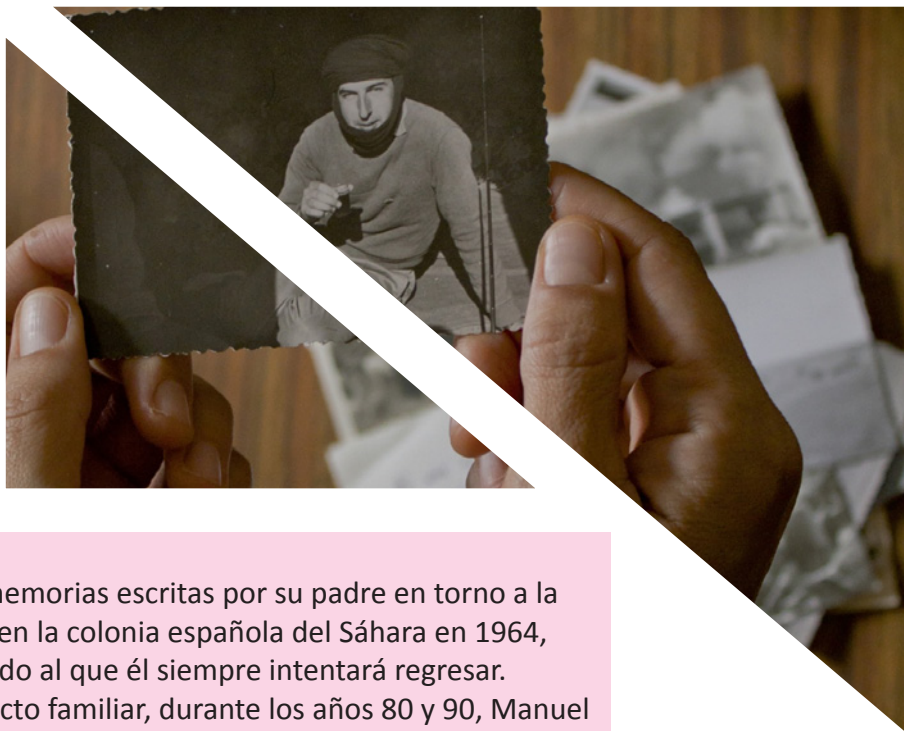 memorias escritas por su padre en torno a la
en la colonia española del Sáhara en 1964,
do al que él siempre intentará regresar.
cto familiar, durante los años 80 y 90, Manuel